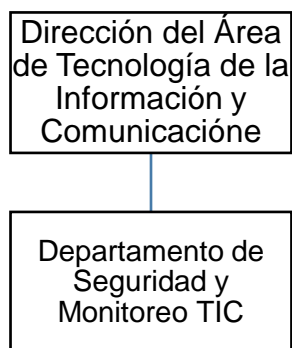 Dirección del Área
de Tecnología de la
Información y
Comunicacióne
Departamento de
Seguridad y
Monitoreo TIC